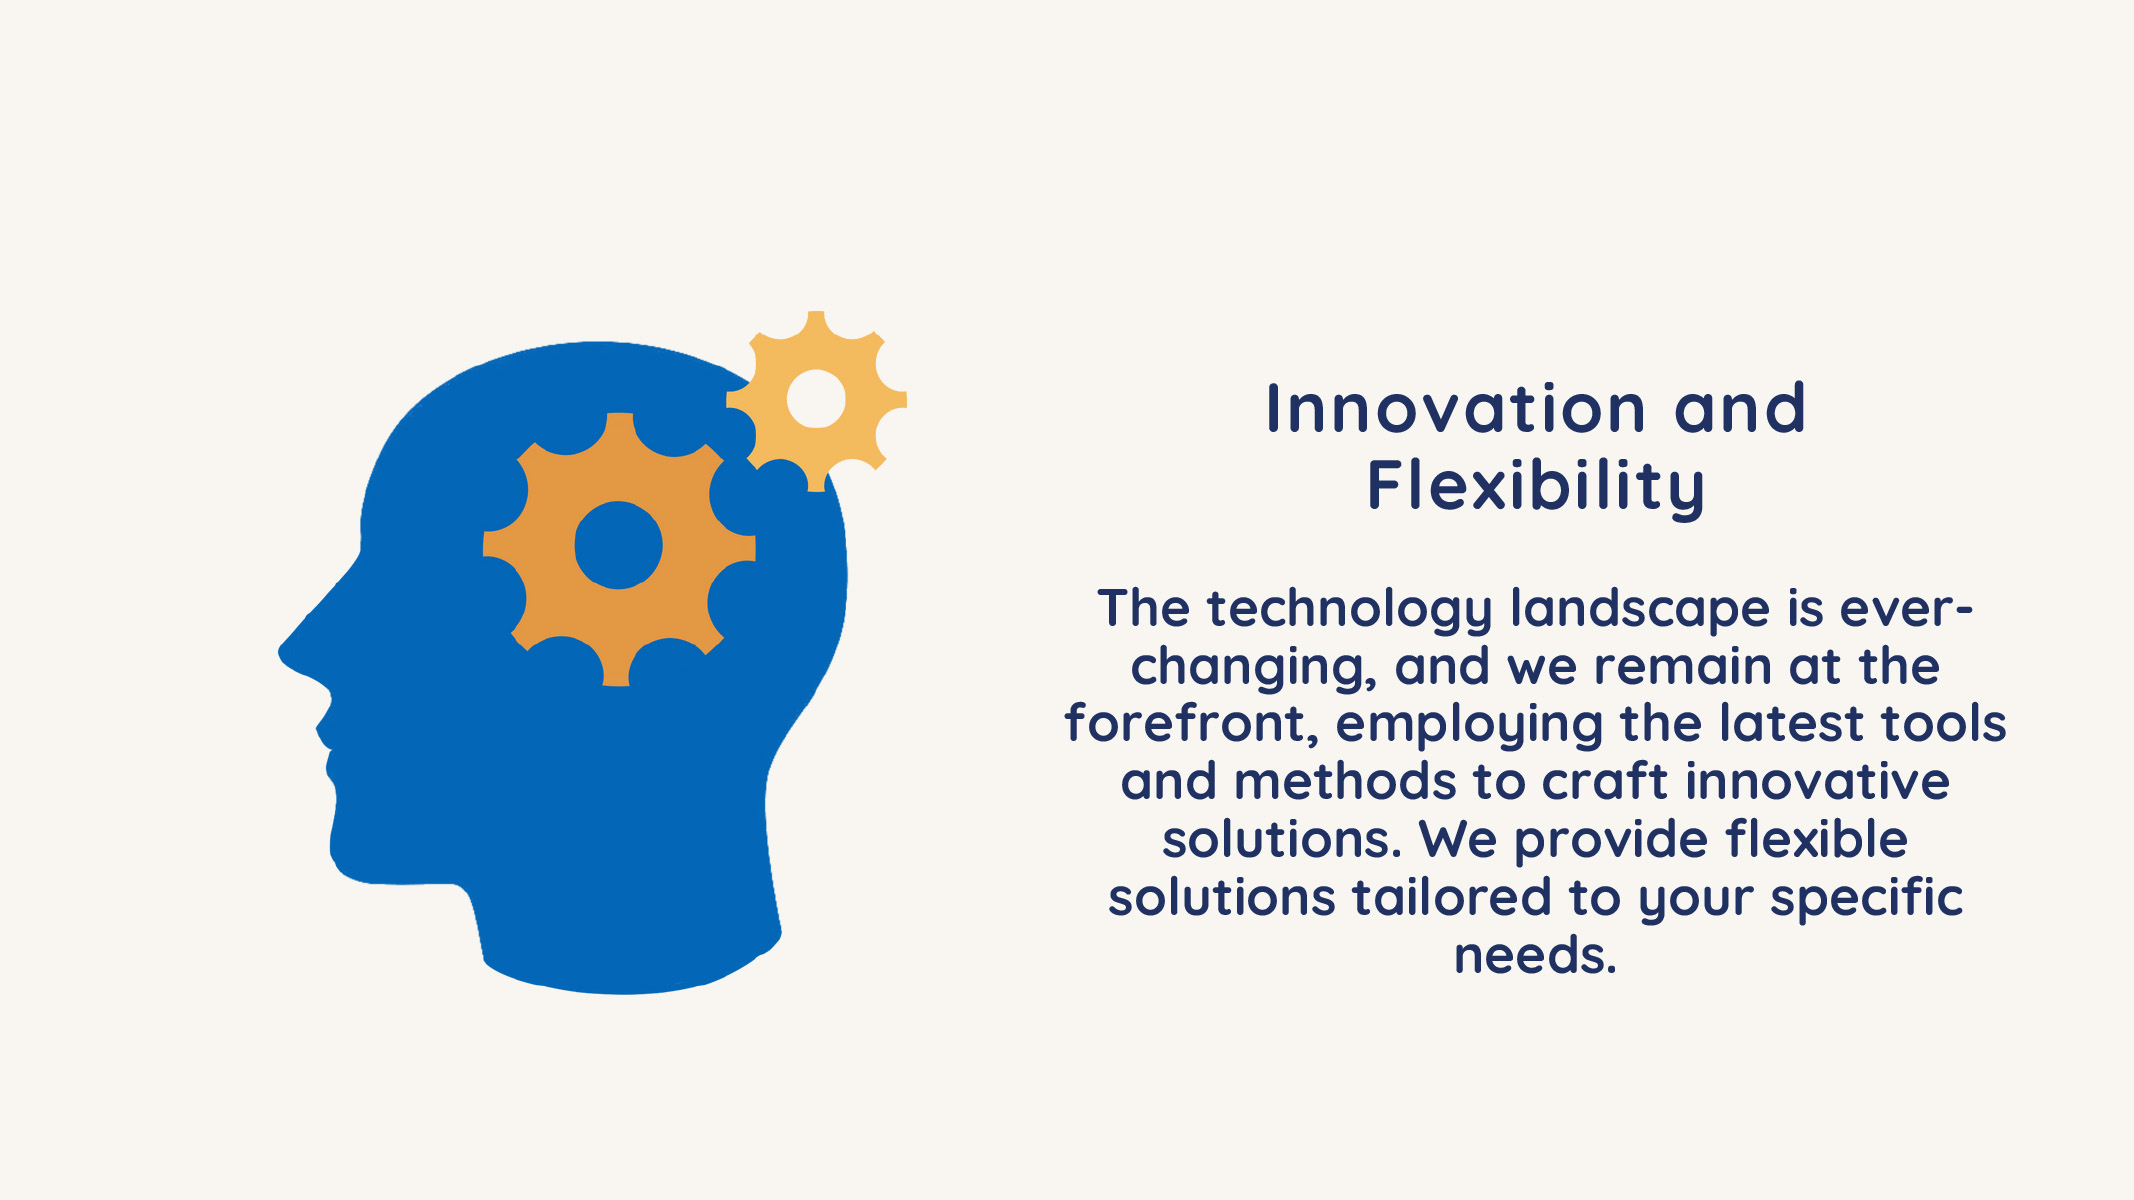 Innovation and
Flexibility
The technology landscape is ever-
changing, and we remain at the
forefront, employing the latest tools
and methods to craft innovative
solutions. We provide flexible
solutions tailored to your specific
needs.